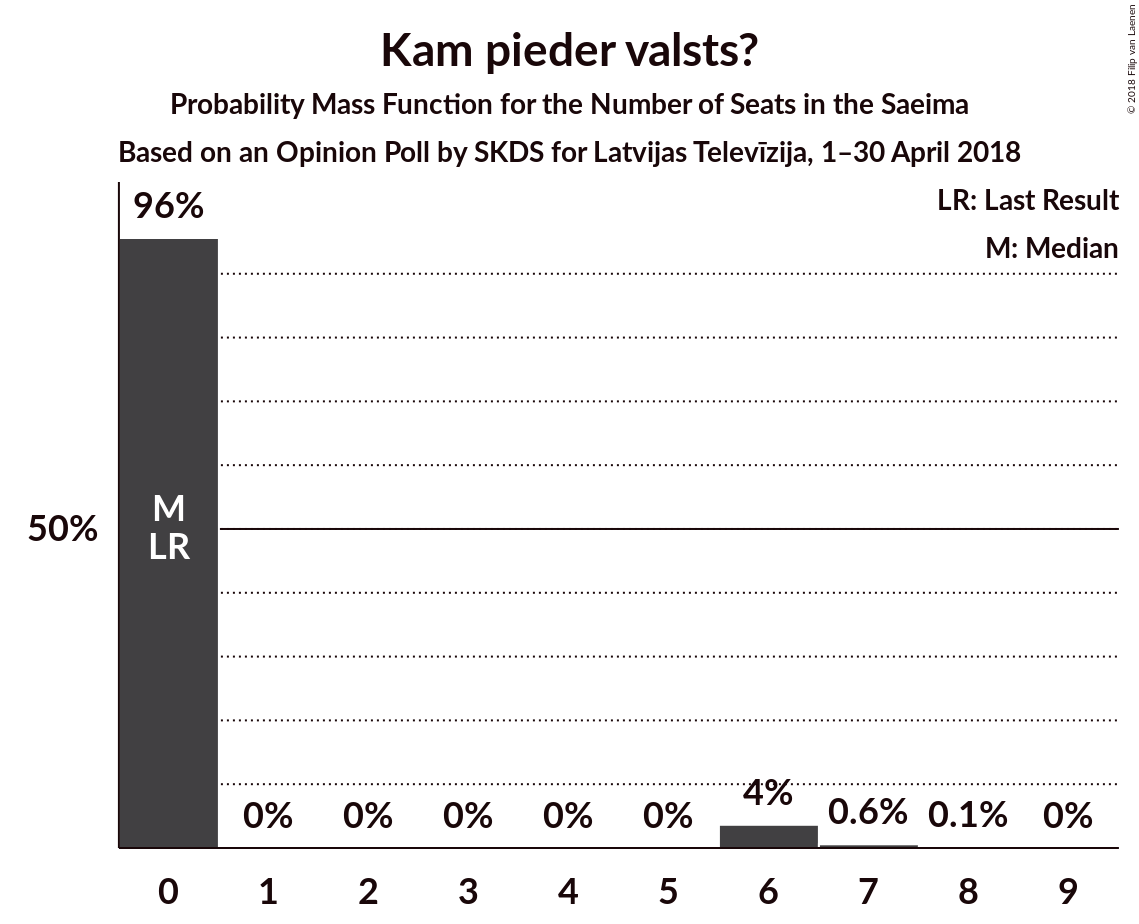 Kam pieder valsts?
Probability Mass Function for the Number of Seats in the Saeima
Based on an Opinion Poll by SKDS for Latvijas Televīzija, 1–30 April 2018
© 2018 Filip van Laenen
LR: Last Result
M: Median
96%
M
LR
50%
0% 0% 0% 0% 0% 4% 0.6% 0.1% 0%
0 1 2 3 4 5 6 7 8 9